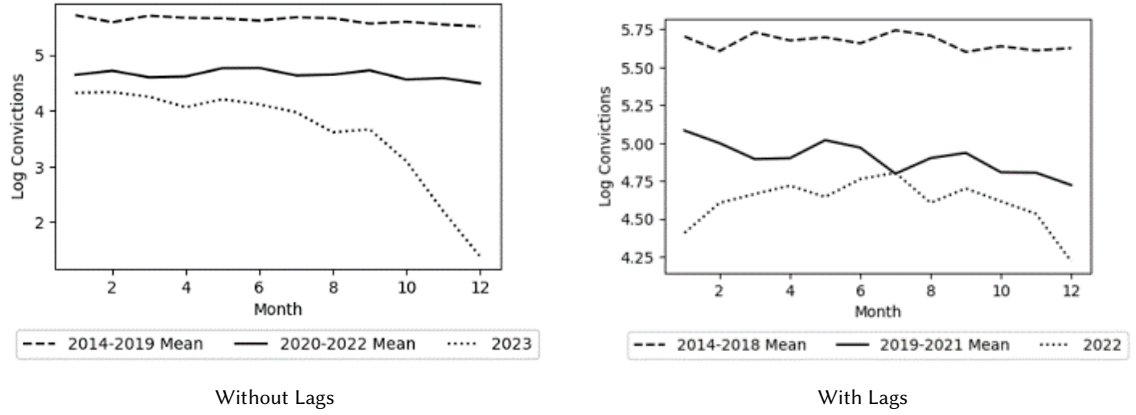 Log Convictions
5
4
3
2
2 4 6 8 10 12
Month
2014-2019 Mean 2020-2022 Mean 2023
Without Lags
Log Convictions
5.75
5.50
5.25
5.00
4.75
4.50
4.25
2 4 6 8 10 12
Month
2014-2018 Mean 2019-2021 Mean 2022
With Lags